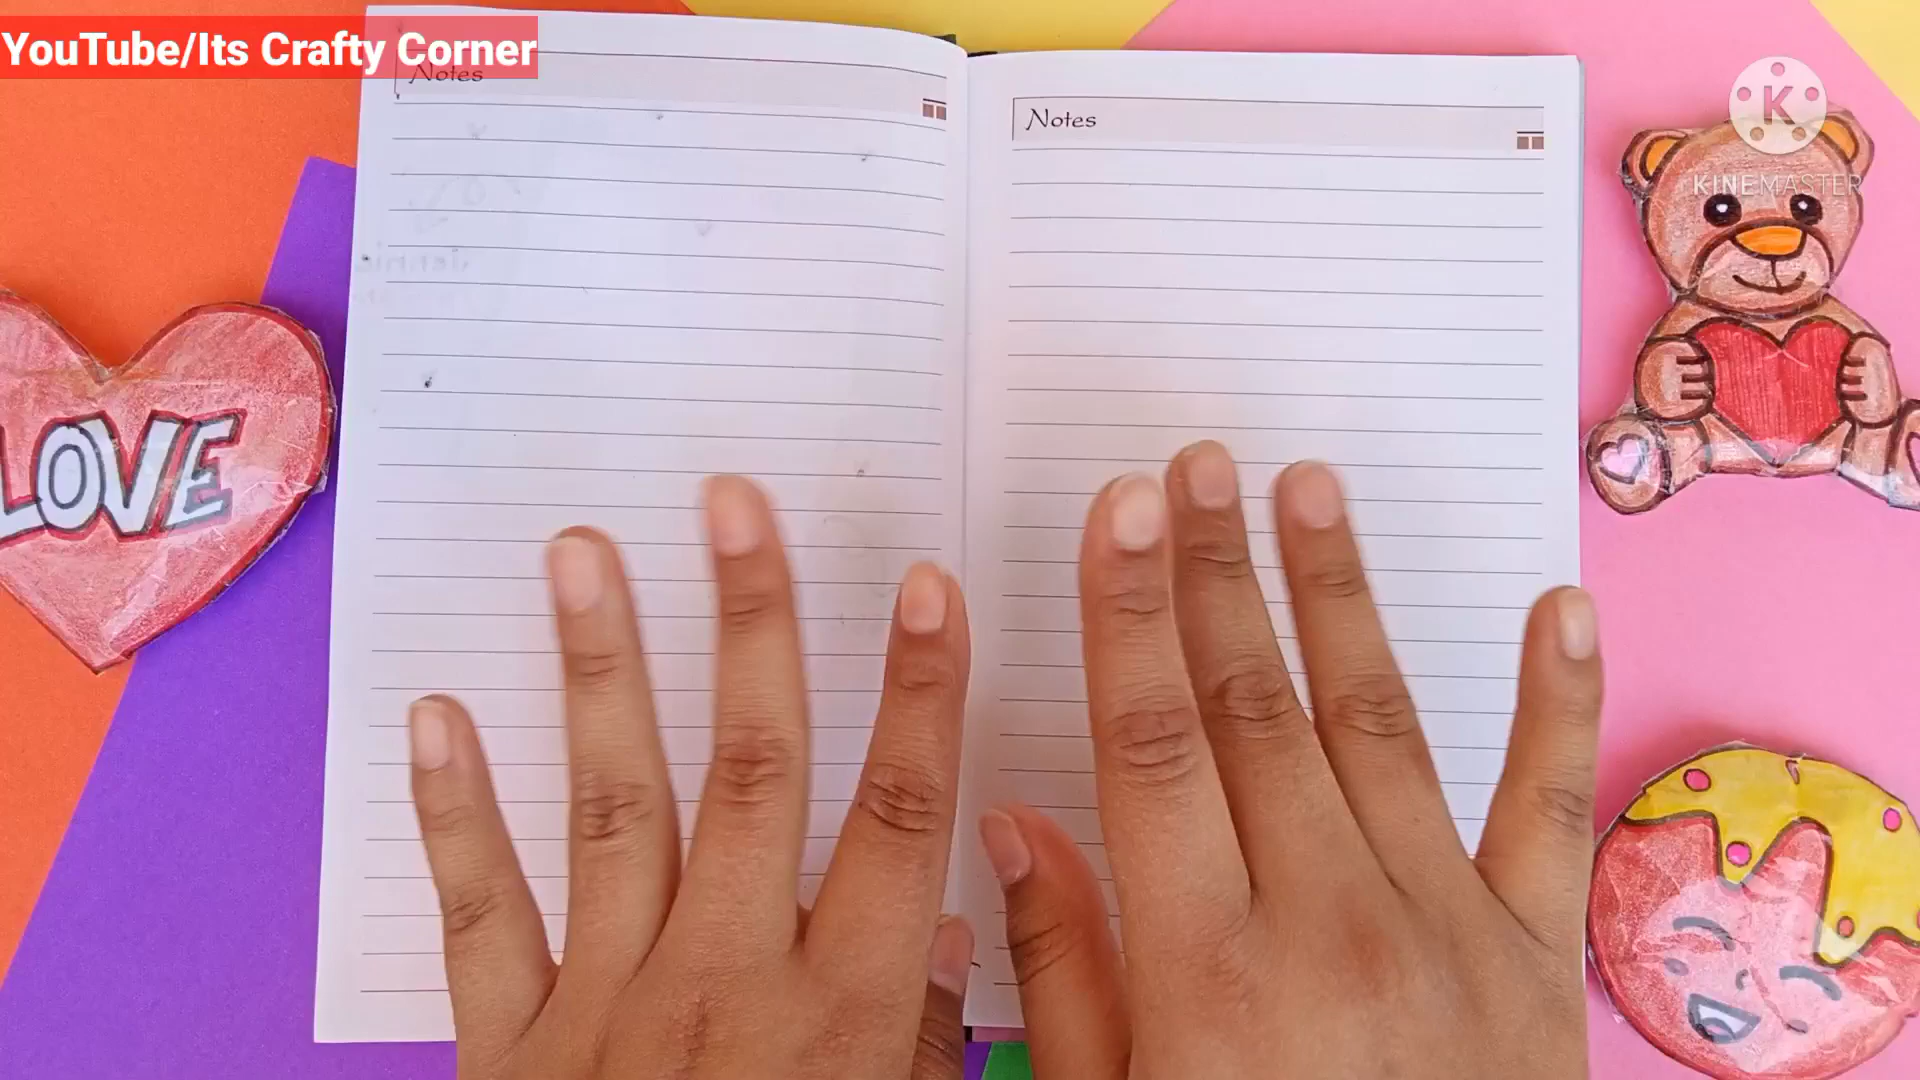 YouTube/Its Crafty Corner
Notes
Notes
K
KINEMASTER
LOVE